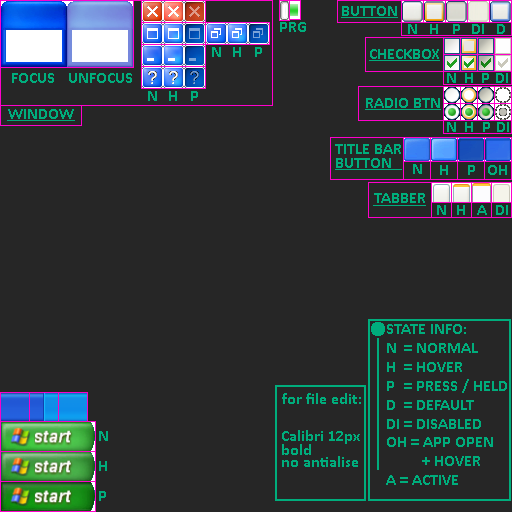 FOCUS UNFOCUS
N H P
N H P
WINDOW
PRG
BUTTON
N H P DI D
CHECKBOX
N H P DI
RADIO BTN
N H P DI
TITLE BAR
BUTTON
N H P OH
TABBER
N H A DI
start N
start H
start P
for file edit:
Calibri 12px
bold
no antialise
STATE INFO:
N = NORMAL
H = HOVER
P = PRESS / HELD
D = DEFAULT
DI = DISABLED
OH = APP OPEN
+ HOVER
A = ACTIVE